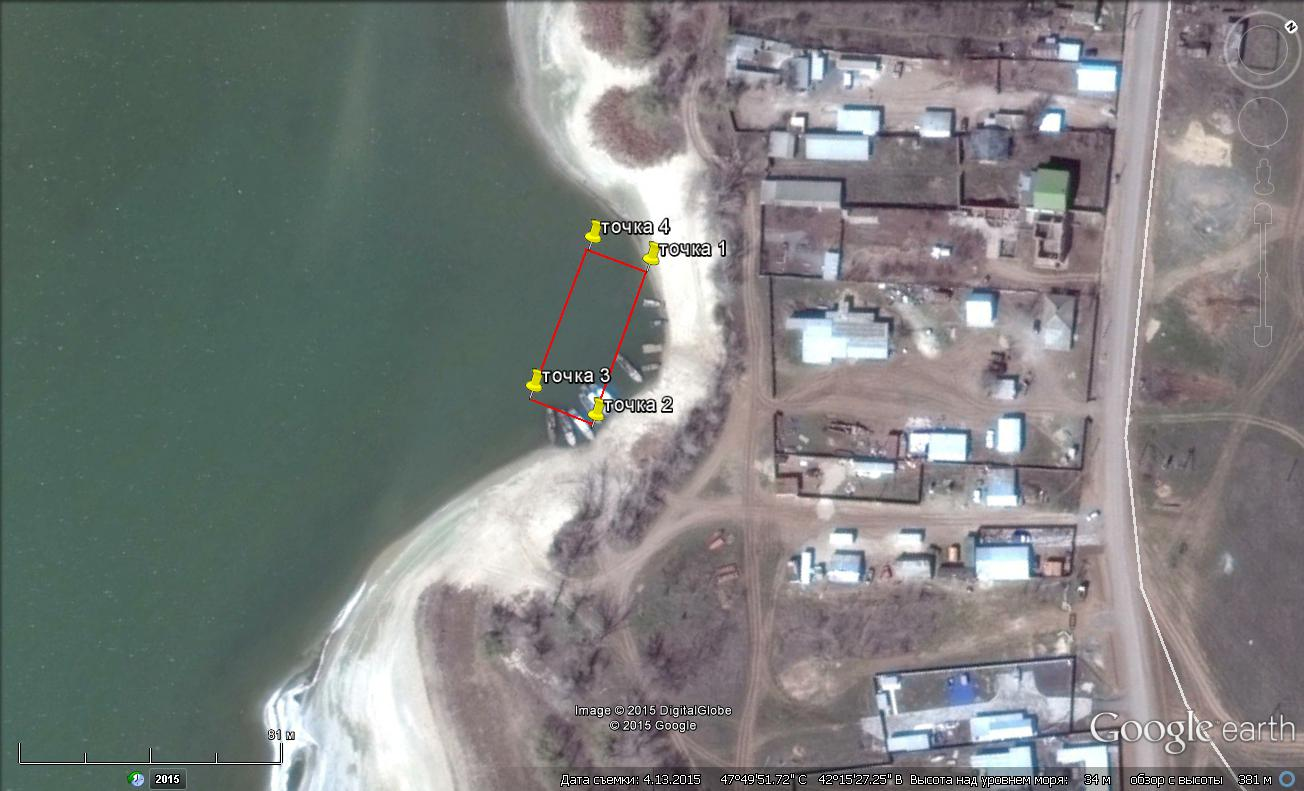 N
точка 4
точка 1
точка 3
точка 2
Image © 2015 DigitalGlobe
© 2015 Google
Google earth
81 м
2015
Дата съемки: 4.13.2015 47°49'51.72" С 42°15'27.25" В Высота над уровнем моря: 34 м обзор с высоты 381 м